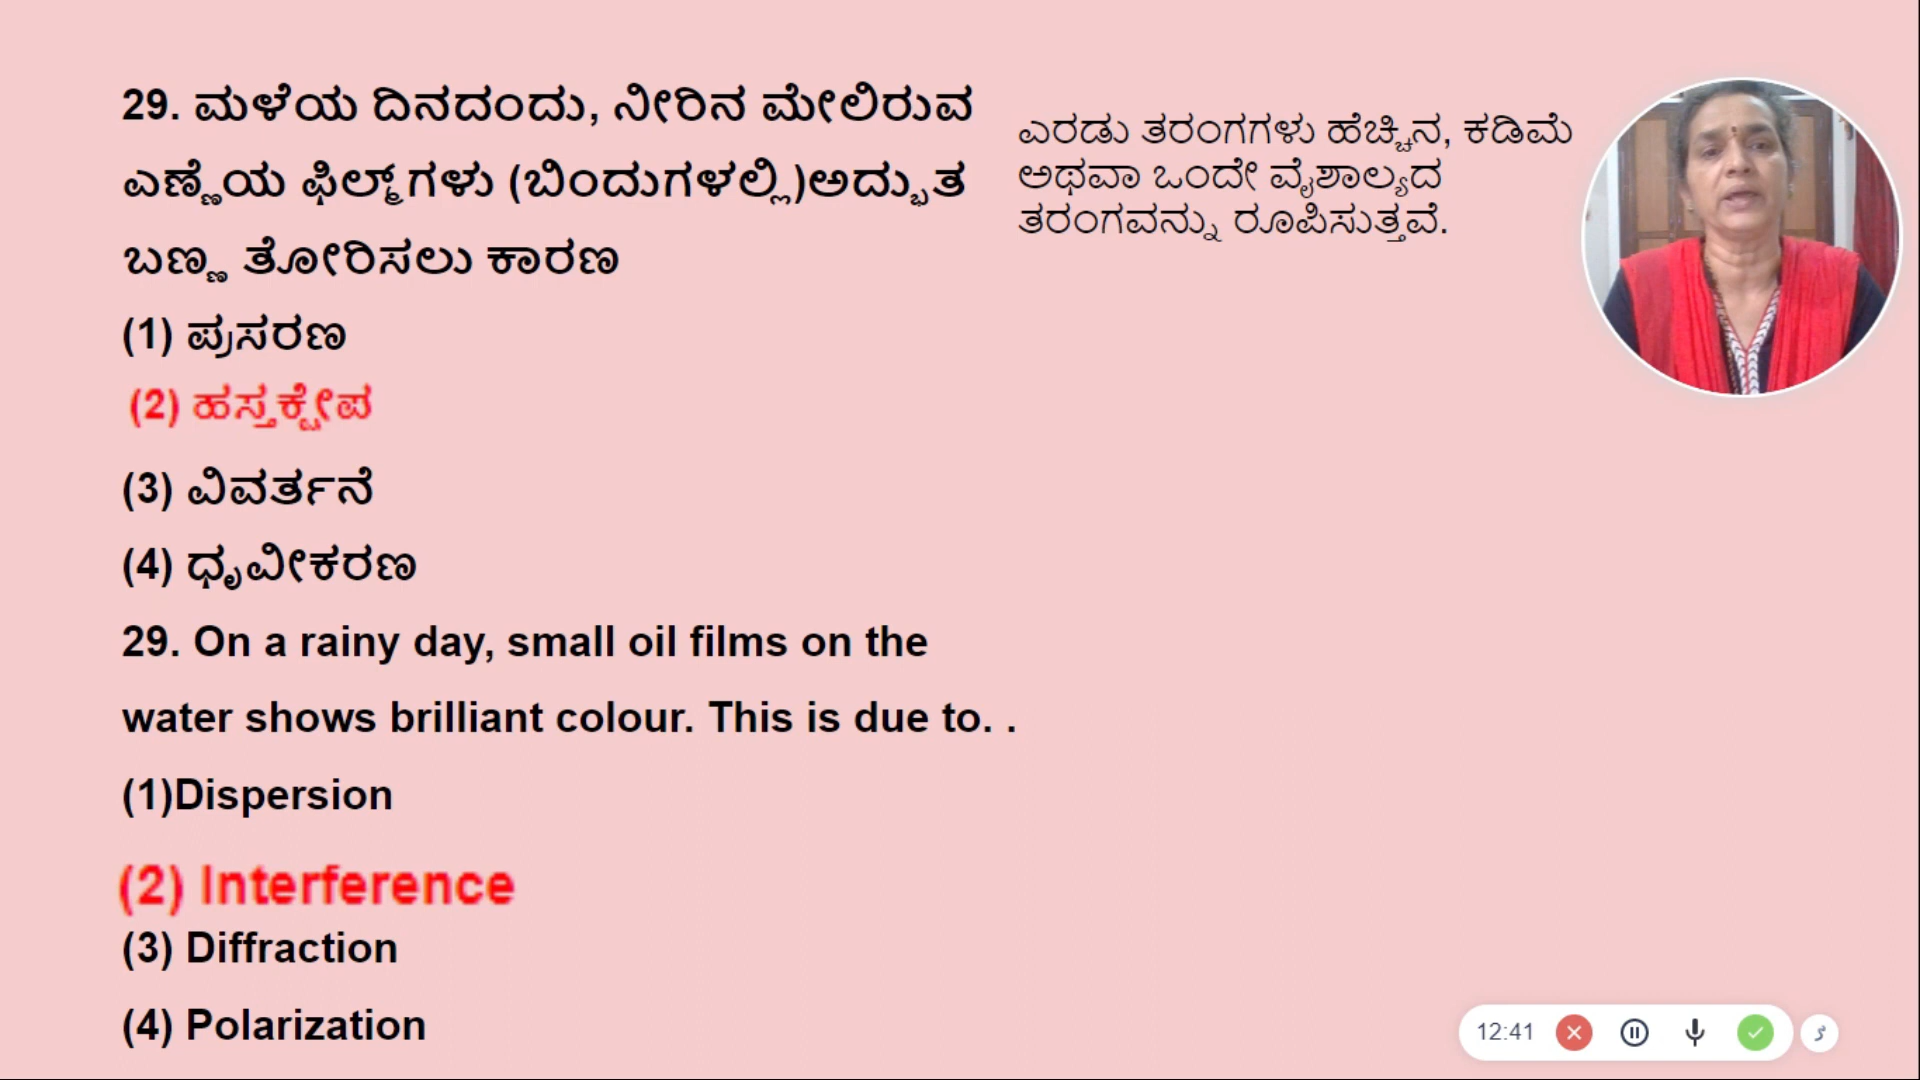 29. ಮಳೆಯ ದಿನದಂದು, ನೀರಿನ ಮೇಲಿರುವ
ಎಣ್ಣೆಯ ಫಿಲ್ಮ್‌ಗಳು (ಬಿಂದುಗಳಲ್ಲಿ)ಅದ್ಭುತ
ಬಣ್ಣ ತೋರಿಸಲು ಕಾರಣ
(1) ಪ್ರಸರಣ
(2) ಹಸ್ತಕ್ಷೇಪ
(3) ವಿವರ್ತನೆ
(4) ಧೃವೀಕರಣ
29. On a rainy day, small oil films on the
water shows brilliant colour. This is due to. .
(1)Dispersion
(2) Interference
(3) Diffraction
(4) Polarization
ಎರಡು ತರಂಗಗಳು ಹೆಚ್ಚಿನ, ಕಡಿಮೆ
ಅಥವಾ ಒಂದೇ ವೈಶಾಲ್ಯದ
ತರಂಗವನ್ನು ರೂಪಿಸುತ್ತವೆ.
12:41